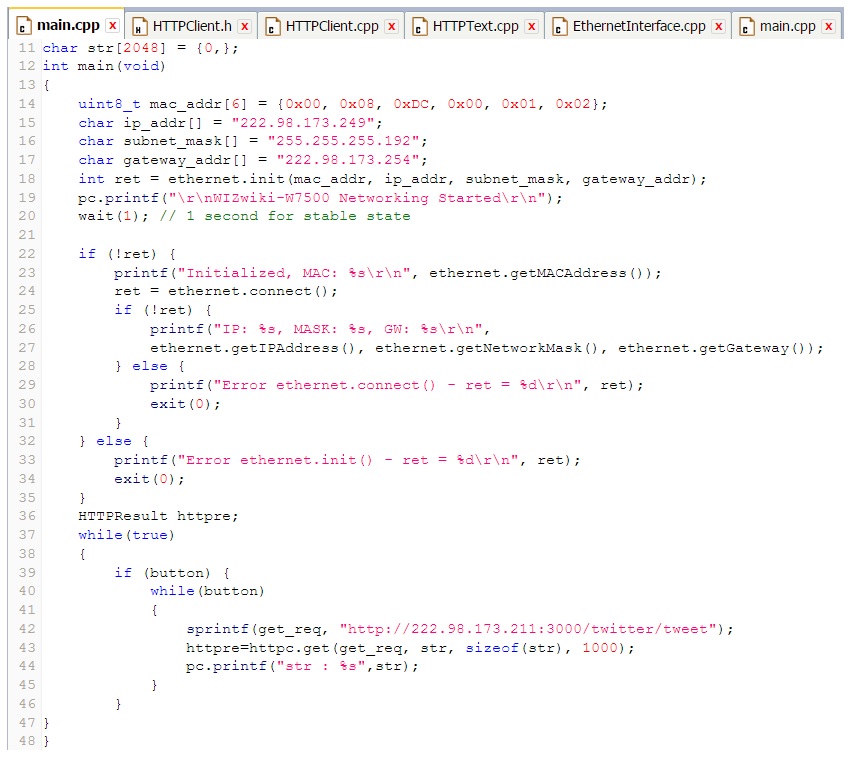 main.cpp x HTTPClient.h x HTTPClient.cpp x HTTPText.cpp x EthernetInterface.cpp x main.cpp x
11 char str[2048] = {0,};
12 int main(void)
13 {
14     uint8_t mac_addr[6] = {0x00, 0x08, 0xDC, 0x00, 0x01, 0x02};
15     char ip_addr[] = "222.98.173.249";
16     char subnet_mask[] = "255.255.255.192";
17     char gateway_addr[] = "222.98.173.254";
18     int ret = ethernet.init(mac_addr, ip_addr, subnet_mask, gateway_addr);
19     pc.printf("\r\nWIZwiki-W7500 Networking Started\r\n");
20     wait(1); // 1 second for stable state
21
22     if (!ret) {
23         printf("Initialized, MAC: %s\r\n", ethernet.getMACAddress());
24         ret = ethernet.connect();
25         if (!ret) {
26             printf("IP: %s, MASK: %s, GW: %s\r\n",
27             ethernet.getIPAddress(), ethernet.getNetworkMask(), ethernet.getGateway());
28         } else {
29             printf("Error ethernet.connect() - ret = %d\r\n", ret);
30             exit(0);
31         }
32     } else {
33         printf("Error ethernet.init() - ret = %d\r\n", ret);
34         exit(0);
35     }
36     HTTPResult httpre;
37     while(true)
38     {
39         if (button) {
40             while(button)
41             {
42                 sprintf(get_req, "http://222.98.173.211:3000/twitter/tweet");
43                 httpre=httpc.get(get_req, str, sizeof(str), 1000);
44                 pc.printf("str : %s",str);
45             }
46         }
47 }
48 }